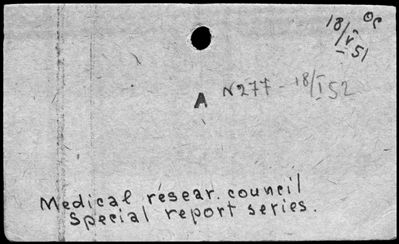 18/V 51
A N277 - 18/I 52
Medical resear. council
special report series.